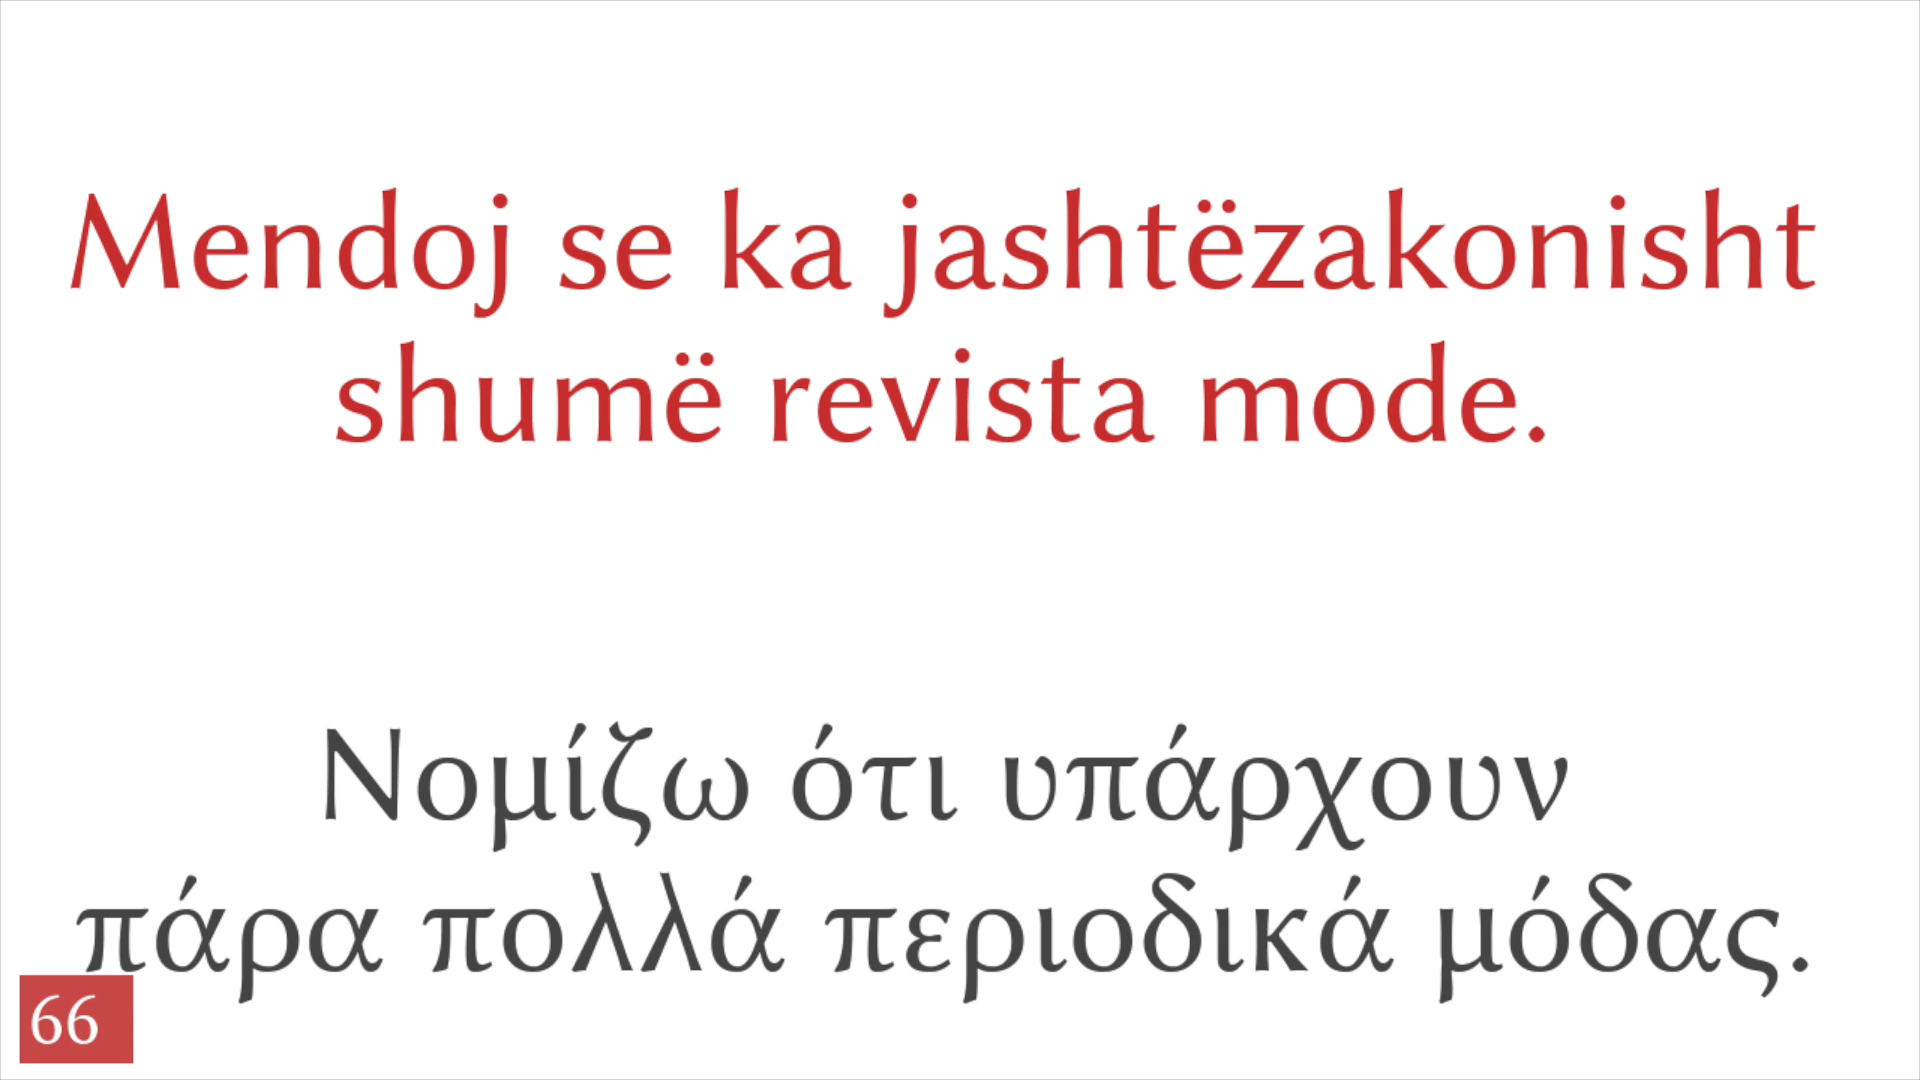 Mendoj se ka jashtëzakonisht
shumë revista mode.
Νομίζω ότι υπάρχουν
πάρα πολλά περιοδικά μόδας.
66